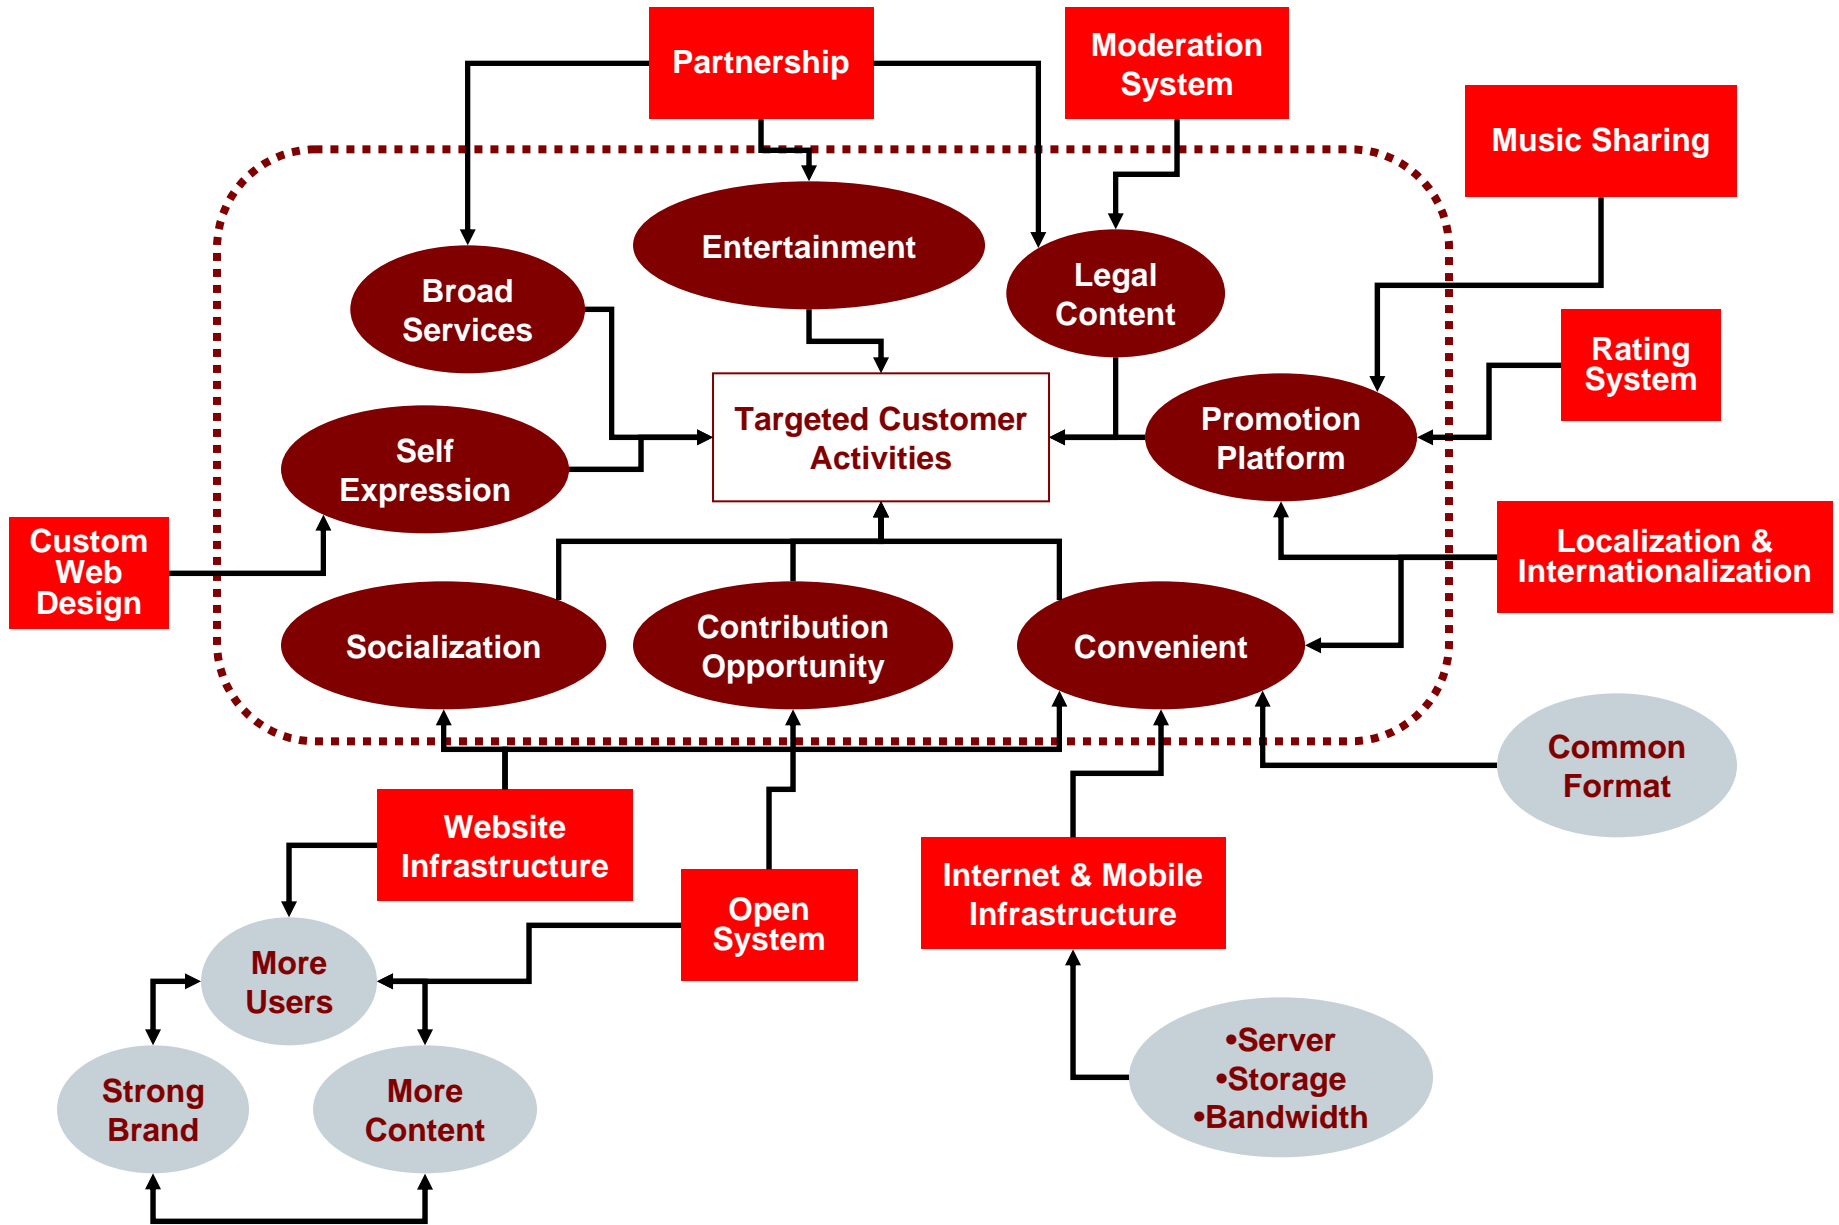 Partnership
Moderation
System
Music Sharing
Entertainment
Broad
Services
Legal
Content
Rating
System
Targeted Customer
Activities
Promotion
Platform
Self
Expression
Custom
Web
Design
Localization &
Internationalization
Socialization
Contribution
Opportunity
Convenient
Common
Format
Website
Infrastructure
Open
System
Internet & Mobile
Infrastructure
More
Users
Strong
Brand
More
Content
•Server
•Storage
•Bandwidth